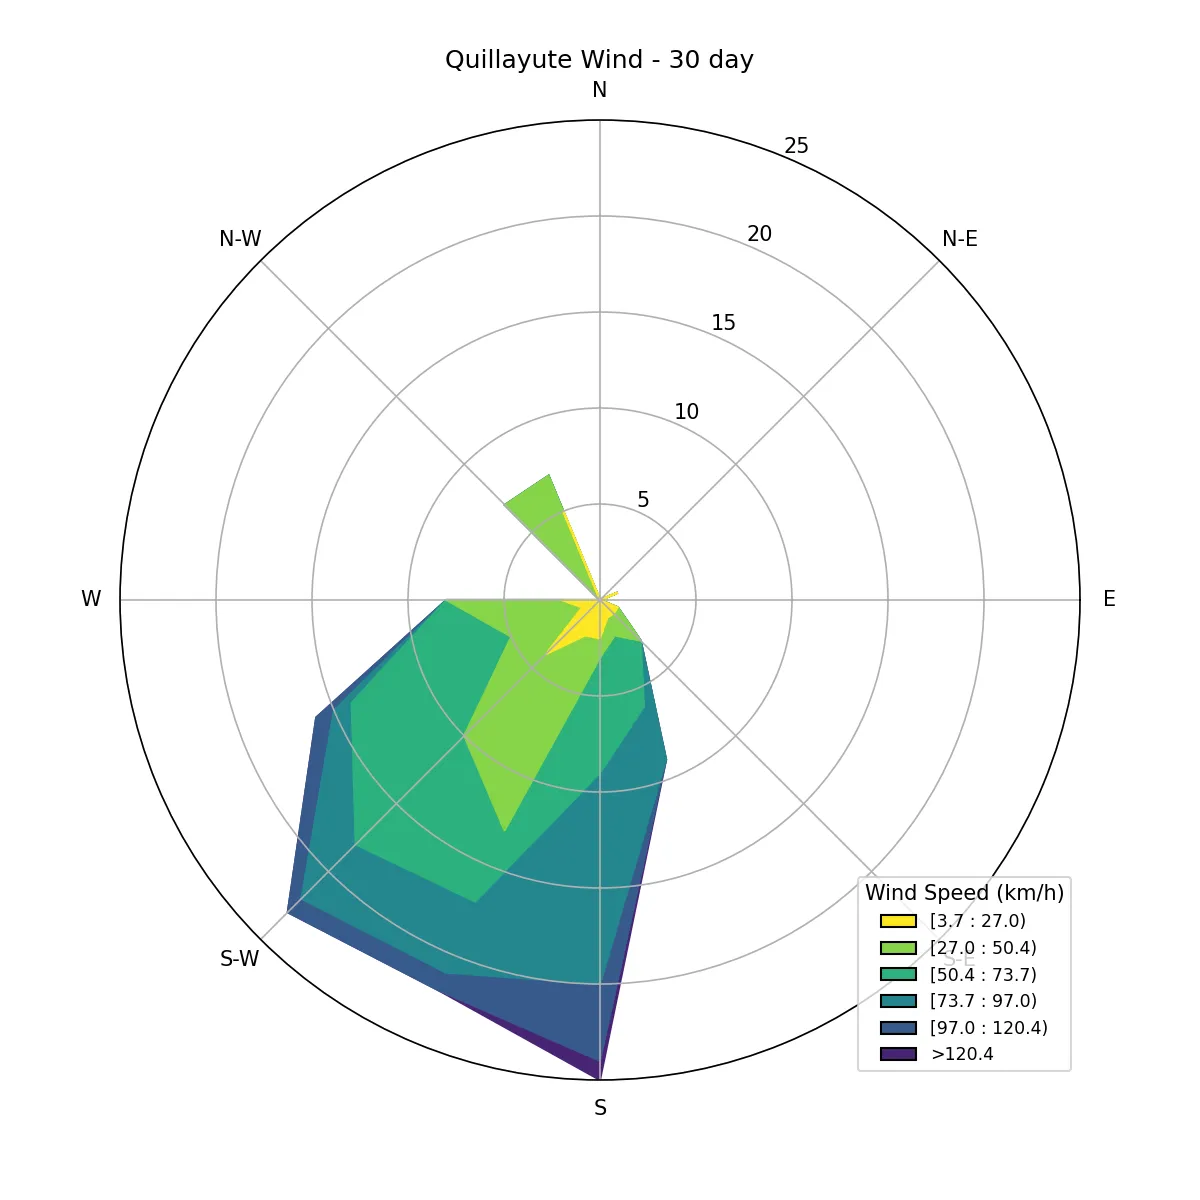 Quillayute Wind - 30 day
N
25
N-W
N-E
20
15
10
5
W
E
S-W
S-E
S
Wind Speed (km/h)
[3.7 : 27.0)
[27.0 : 50.4)
[50.4 : 73.7)
[73.7 : 97.0)
[97.0 : 120.4)
>120.4